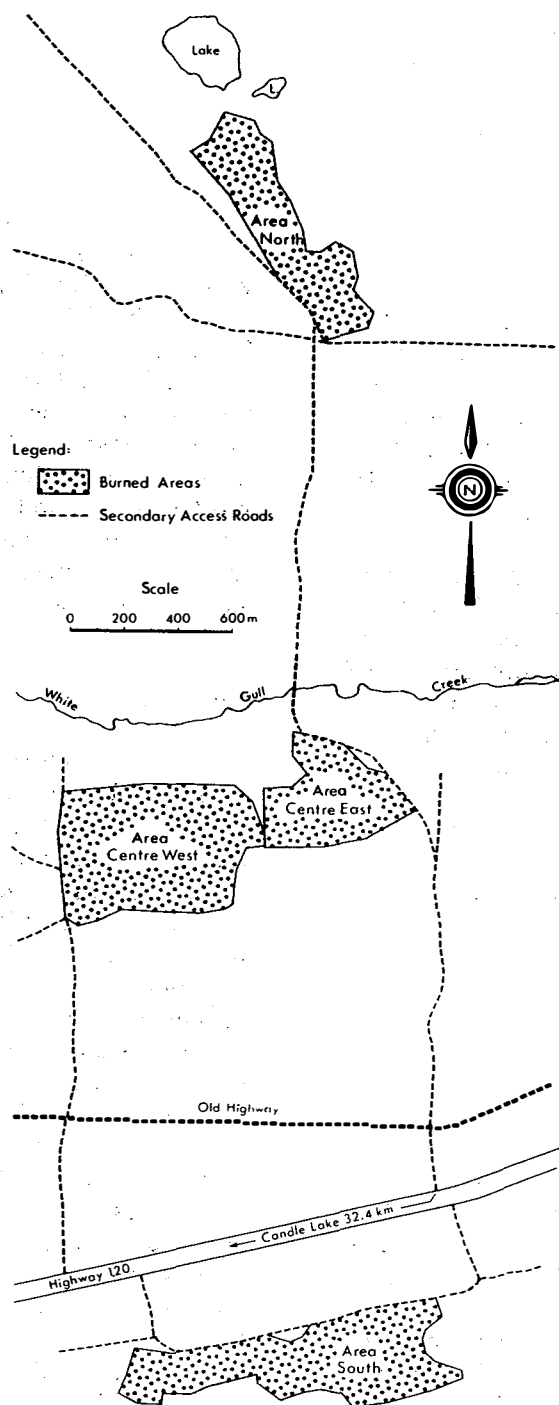 Lake
L.
Area
North
Legend:
Burned Areas
Secondary Access Roads
N
Scale
0 200 400 600 m
White Gull Creek
Area
Centre East
Area
Centre West
Old Highway
Candle Lake 32.4 km
Highway 120
Area
South